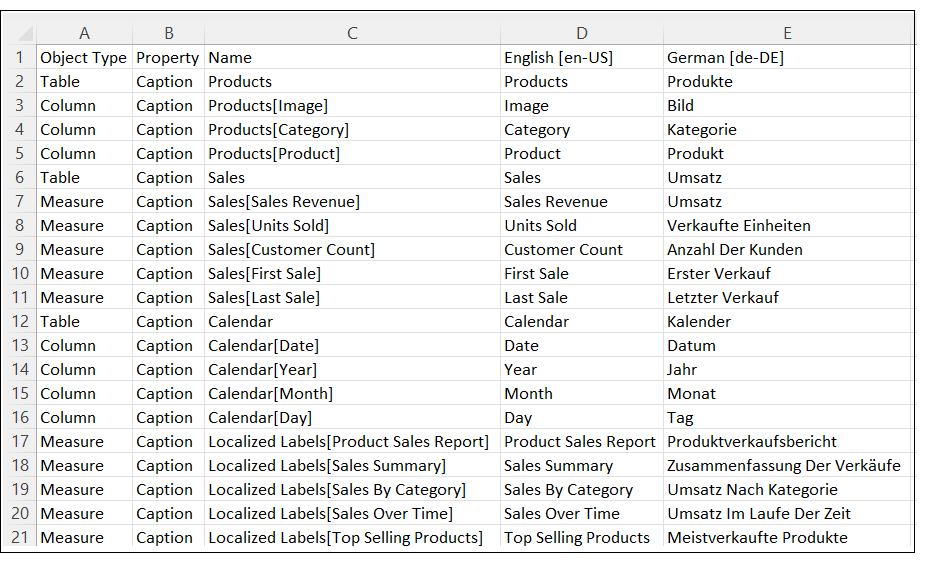 A B C D E
1 Object Type Property Name English [en-US] German [de-DE]
2 Table Caption Products Products Produkte
3 Column Caption Products[Image] Image Bild
4 Column Caption Products[Category] Category Kategorie
5 Column Caption Products[Product] Product Produkt
6 Table Caption Sales Sales Umsatz
7 Measure Caption Sales[Sales Revenue] Sales Revenue Umsatz
8 Measure Caption Sales[Units Sold] Units Sold Verkaufte Einheiten
9 Measure Caption Sales[Customer Count] Customer Count Anzahl Der Kunden
10 Measure Caption Sales[First Sale] First Sale Erster Verkauf
11 Measure Caption Sales[Last Sale] Last Sale Letzter Verkauf
12 Table Caption Calendar Calendar Kalender
13 Column Caption Calendar[Date] Date Datum
14 Column Caption Calendar[Year] Year Jahr
15 Column Caption Calendar[Month] Month Monat
16 Column Caption Calendar[Day] Day Tag
17 Measure Caption Localized Labels[Product Sales Report] Product Sales Report Produktverkaufsbericht
18 Measure Caption Localized Labels[Sales Summary] Sales Summary Zusammenfassung Der Verkäufe
19 Measure Caption Localized Labels[Sales By Category] Sales By Category Umsatz Nach Kategorie
20 Measure Caption Localized Labels[Sales Over Time] Sales Over Time Umsatz Im Laufe Der Zeit
21 Measure Caption Localized Labels[Top Selling Products] Top Selling Products Meistverkaufte Produkte